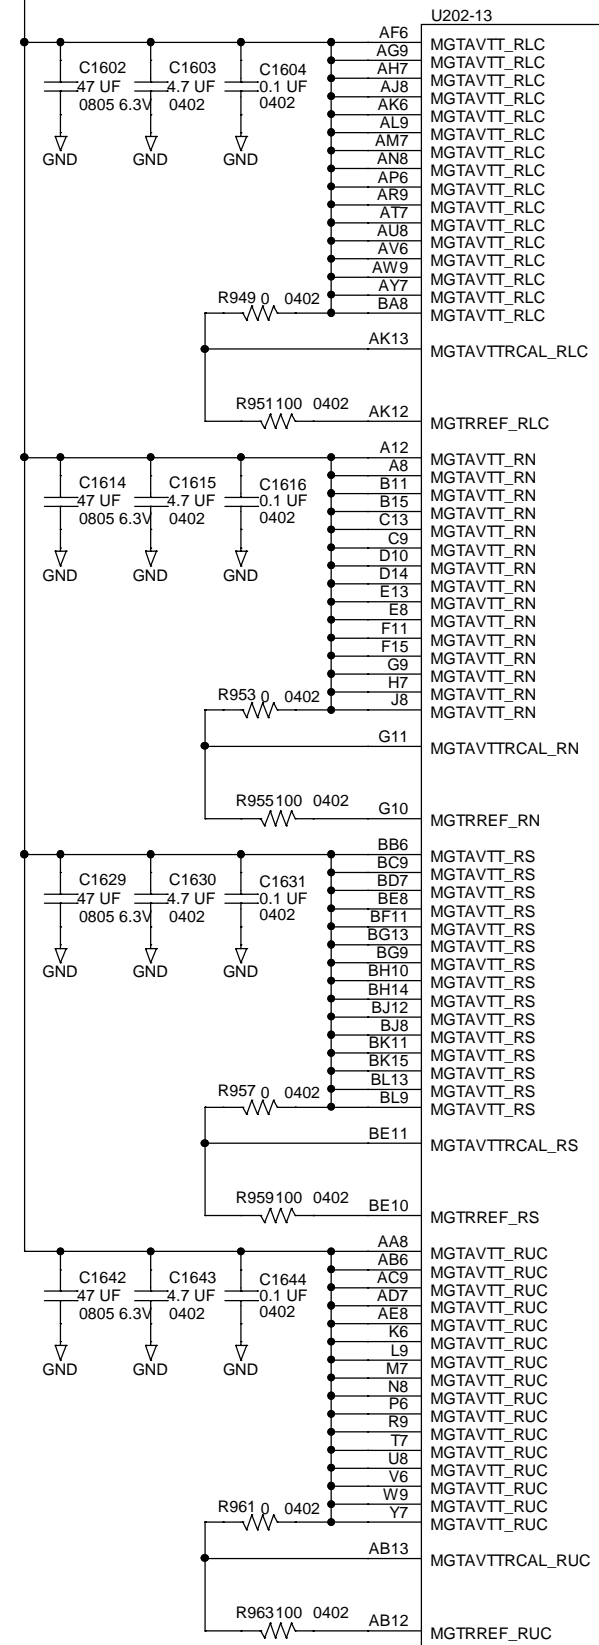 U202-13
AF6 MGTAVTT_RLC
AG9 MGTAVTT_RLC
AH7 MGTAVTT_RLC
AJ8 MGTAVTT_RLC
AK6 MGTAVTT_RLC
AL9 MGTAVTT_RLC
AM7 MGTAVTT_RLC
AN8 MGTAVTT_RLC
AP6 MGTAVTT_RLC
AR9 MGTAVTT_RLC
AT7 MGTAVTT_RLC
AU8 MGTAVTT_RLC
AV6 MGTAVTT_RLC
AW9 MGTAVTT_RLC
AY7 MGTAVTT_RLC
BA8 MGTAVTT_RLC
C1602 C1603 C1604
47 UF 4.7 UF 0.1 UF
0805 6.3V 0402 0402
GND GND GND
R949 0 0402
AK13 MGTAVTTRCAL_RLC
R951 100 0402 AK12 MGTRREF_RLC
A12 MGTAVTT_RN
A8 MGTAVTT_RN
B11 MGTAVTT_RN
B15 MGTAVTT_RN
C13 MGTAVTT_RN
C9 MGTAVTT_RN
D10 MGTAVTT_RN
D14 MGTAVTT_RN
E13 MGTAVTT_RN
E8 MGTAVTT_RN
F11 MGTAVTT_RN
F15 MGTAVTT_RN
G9 MGTAVTT_RN
H7 MGTAVTT_RN
J8 MGTAVTT_RN
C1614 C1615 C1616
47 UF 4.7 UF 0.1 UF
0805 6.3V 0402 0402
GND GND GND
R953 0 0402
G11 MGTAVTTRCAL_RN
R955 100 0402 G10 MGTRREF_RN
BB6 MGTAVTT_RS
BC9 MGTAVTT_RS
BD7 MGTAVTT_RS
BE8 MGTAVTT_RS
BF11 MGTAVTT_RS
BG13 MGTAVTT_RS
BG9 MGTAVTT_RS
BH10 MGTAVTT_RS
BH14 MGTAVTT_RS
BJ12 MGTAVTT_RS
BJ8 MGTAVTT_RS
BK11 MGTAVTT_RS
BK15 MGTAVTT_RS
BL13 MGTAVTT_RS
BL9 MGTAVTT_RS
C1629 C1630 C1631
47 UF 4.7 UF 0.1 UF
0805 6.3V 0402 0402
GND GND GND
R957 0 0402
BE11 MGTAVTTRCAL_RS
R959 100 0402 BE10 MGTRREF_RS
AA8 MGTAVTT_RUC
AB6 MGTAVTT_RUC
AC9 MGTAVTT_RUC
AD7 MGTAVTT_RUC
AE8 MGTAVTT_RUC
K6 MGTAVTT_RUC
L9 MGTAVTT_RUC
M7 MGTAVTT_RUC
N8 MGTAVTT_RUC
P6 MGTAVTT_RUC
R9 MGTAVTT_RUC
T7 MGTAVTT_RUC
U8 MGTAVTT_RUC
V6 MGTAVTT_RUC
W9 MGTAVTT_RUC
Y7 MGTAVTT_RUC
C1642 C1643 C1644
47 UF 4.7 UF 0.1 UF
0805 6.3V 0402 0402
GND GND GND
R961 0 0402
AB13 MGTAVTTRCAL_RUC
R963 100 0402 AB12 MGTRREF_RUC